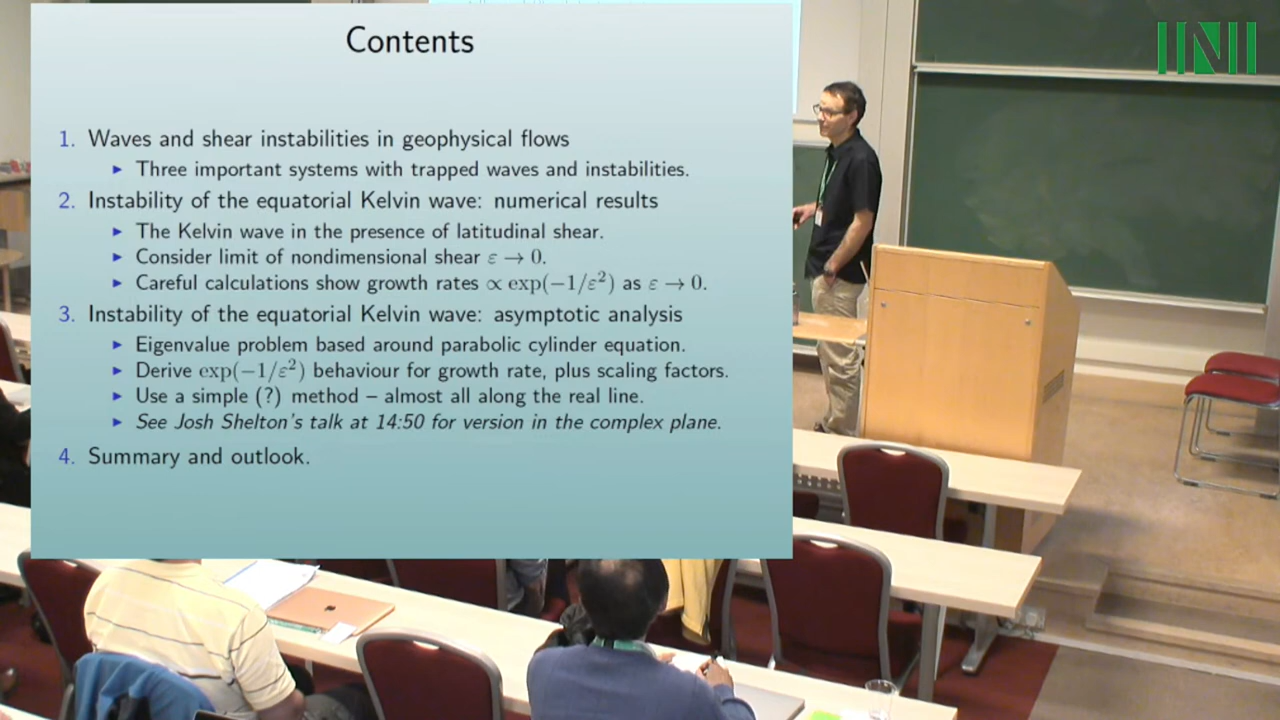 Contents
1. Waves and shear instabilities in geophysical flows
▶ Three important systems with trapped waves and instabilities.
2. Instability of the equatorial Kelvin wave: numerical results
▶ The Kelvin wave in the presence of latitudinal shear.
▶ Consider limit of nondimensional shear ε → 0.
▶ Careful calculations show growth rates ∝ exp(−1/ε²) as ε → 0.
3. Instability of the equatorial Kelvin wave: asymptotic analysis
▶ Eigenvalue problem based around parabolic cylinder equation.
▶ Derive exp(−1/ε²) behaviour for growth rate, plus scaling factors.
▶ Use a simple (?) method – almost all along the real line.
▶ See Josh Shelton's talk at 14:50 for version in the complex plane.
4. Summary and outlook.